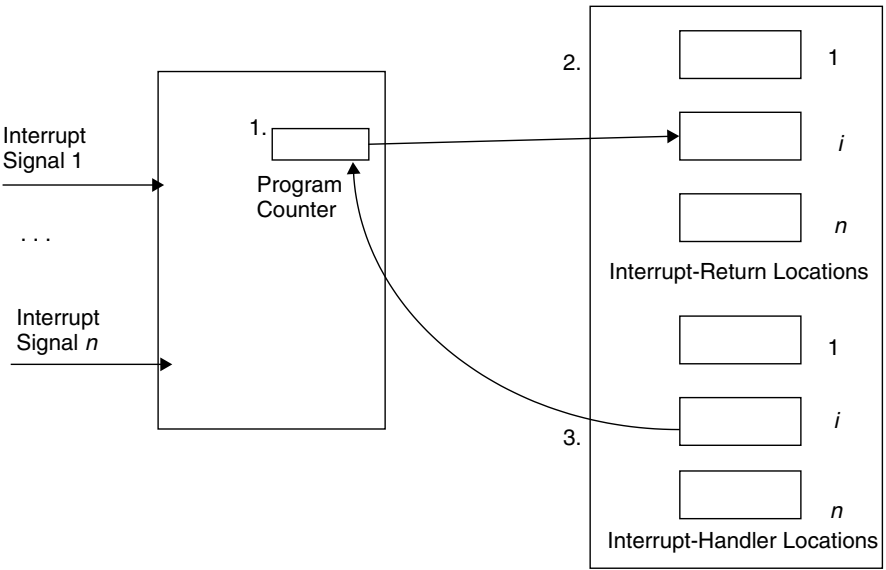 Interrupt
Signal 1
. . .
Interrupt
Signal n
1.
Program
Counter
2.
1
i
n
Interrupt-Return Locations
1
i
3.
n
Interrupt-Handler Locations